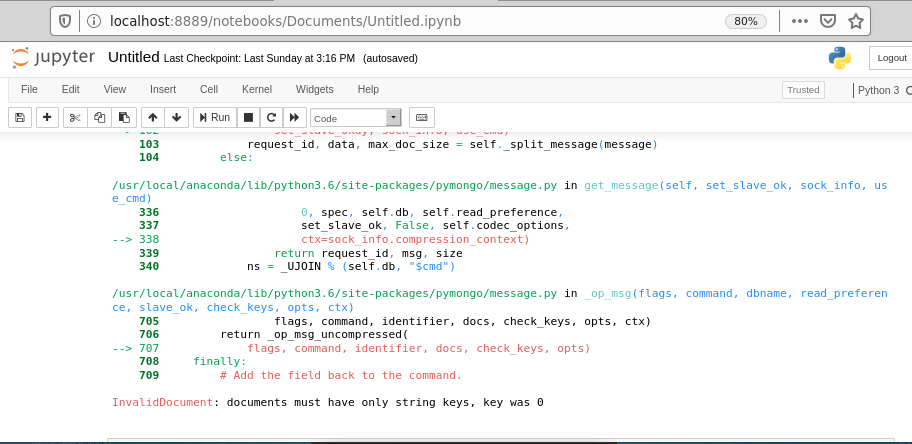 localhost:8889/notebooks/Documents/Untitled.ipynb
80%
jupyter Untitled Last Checkpoint: Last Sunday at 3:16 PM (autosaved)
Logout
File Edit View Insert Cell Kernel Widgets Help
Trusted
Python 3
Run
Code
--> 102 set_slave_okay, sock_info, use_cmd)
103 request_id, data, max_doc_size = self._split_message(message)
104 else:
/usr/local/anaconda/lib/python3.6/site-packages/pymongo/message.py in get_message(self, set_slave_ok, sock_info, us
e_cmd)
336 0, spec, self.db, self.read_preference,
337 set_slave_ok, False, self.codec_options,
--> 338 ctx=sock_info.compression_context)
339 return request_id, msg, size
340 ns = _UJOIN % (self.db, "$cmd")
/usr/local/anaconda/lib/python3.6/site-packages/pymongo/message.py in _op_msg(flags, command, dbname, read_preferen
ce, slave_ok, check_keys, opts, ctx)
705 flags, command, identifier, docs, check_keys, opts, ctx)
706 return _op_msg_uncompressed(
--> 707 flags, command, identifier, docs, check_keys, opts)
708 finally:
709 # Add the field back to the command.
InvalidDocument: documents must have only string keys, key was 0